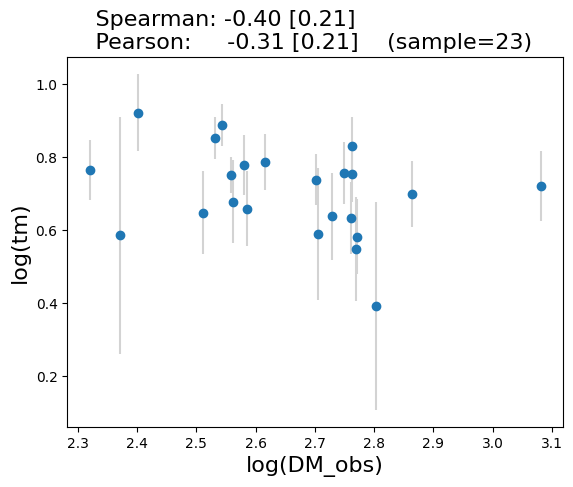 Spearman: -0.40 [0.21]
Pearson: -0.31 [0.21] (sample=23)
1.0
0.8
0.6
0.4
0.2
log(tm)
2.3 2.4 2.5 2.6 2.7 2.8 2.9 3.0 3.1
log(DM_obs)